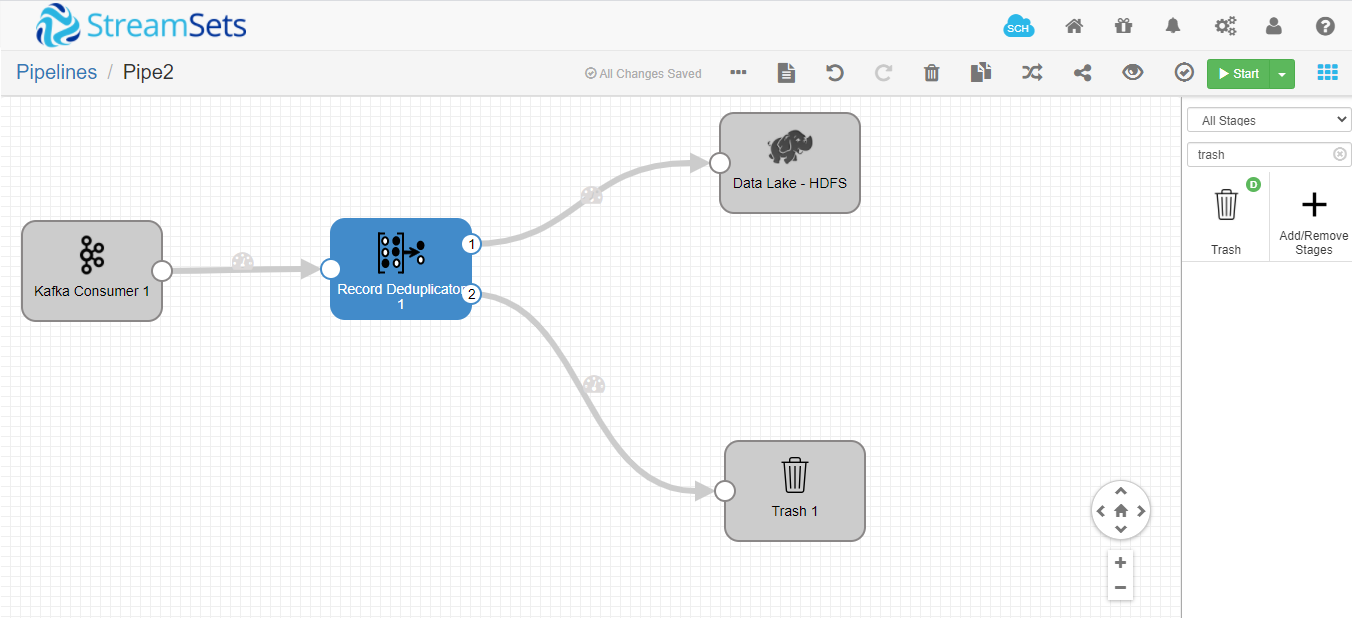 StreamSets
SCH
Pipelines / Pipe2
All Changes Saved
Start
All Stages
trash
D
Trash
Add/Remove
Stages
Data Lake - HDFS
Kafka Consumer 1
1
Record Deduplicator
1
2
Trash 1